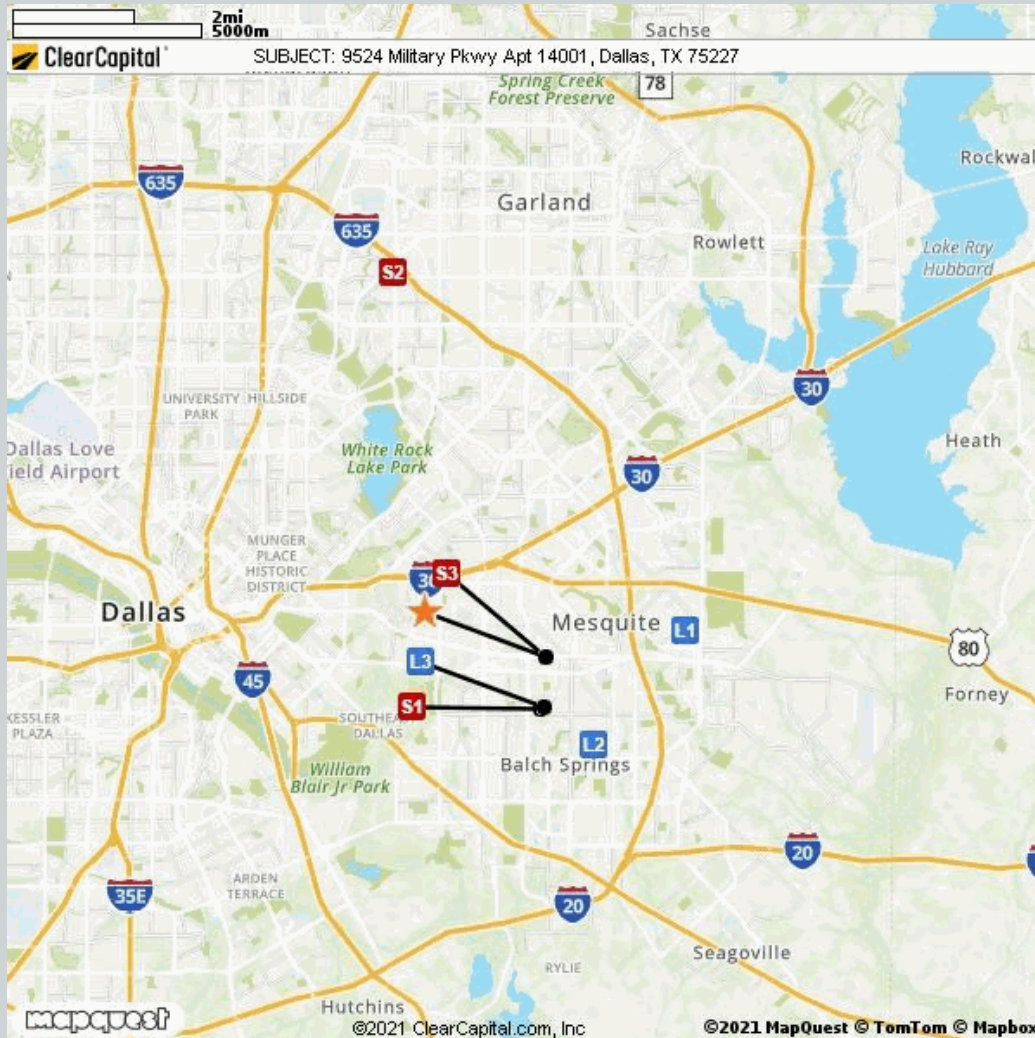 2mi
5000m
Sachse
ClearCapital
SUBJECT: 9524 Military Pkwy Apt 14001, Dallas, TX 75227
Spring Creek
Forest Preserve
78
Rockwal
635
Garland
635
Rowlett
Lake Ray
Hubbard
S2
30
UNIVERSITY
PARK
HILLSIDE
White Rock
Lake Park
Dallas Love
ield Airport
Heath
30
MUNGER
PLACE
HISTORIC
DISTRICT
30
S3
Dallas
Mesquite
L1
L3
80
45
Forney
S1
KESSLER
PLAZA
SOUTHEA
DALLAS
L2
Balch Springs
William
Blair Jr Park
20
35E
ARDEN
TERRACE
20
Seagoville
RYLIE
Hutchins
mapquest
©2021 ClearCapital.com, Inc
©2021 MapQuest © TomTom © Mapbox